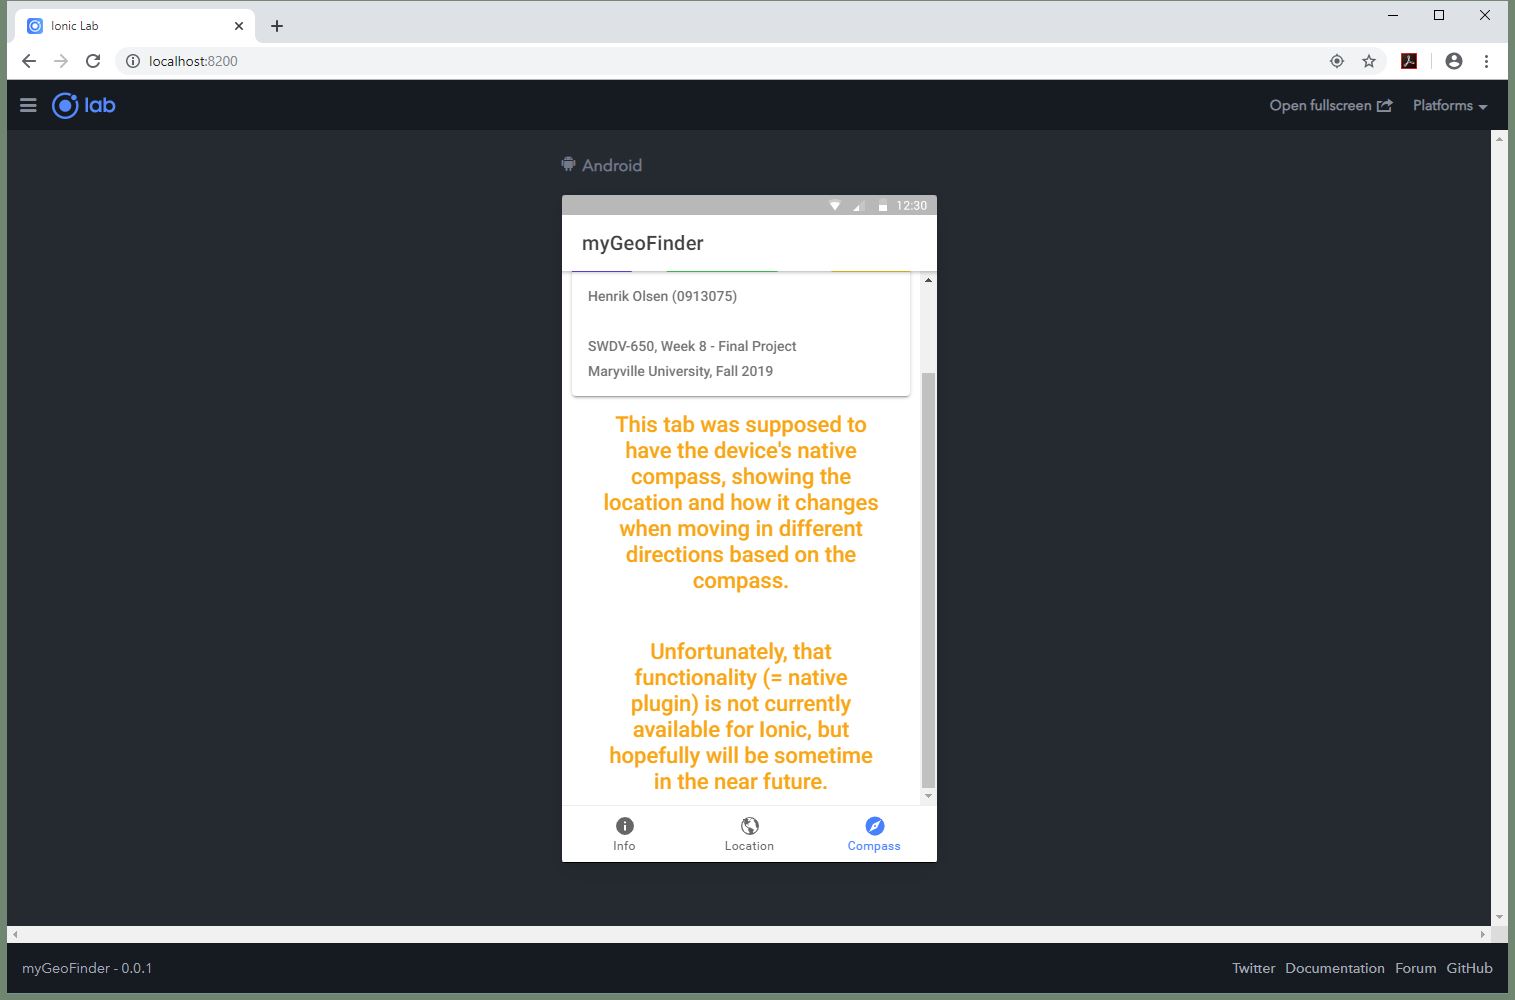 Ionic Lab
localhost:8200
lab
Open fullscreen
Platforms
Android
12:30
myGeoFinder
Henrik Olsen (0913075)
SWDV-650, Week 8 - Final Project
Maryville University, Fall 2019
This tab was supposed to
have the device's native
compass, showing the
location and how it changes
when moving in different
directions based on the
compass.
Unfortunately, that
functionality (= native
plugin) is not currently
available for Ionic, but
hopefully will be sometime
in the near future.
Info
Location
Compass
myGeoFinder - 0.0.1
Twitter Documentation Forum GitHub